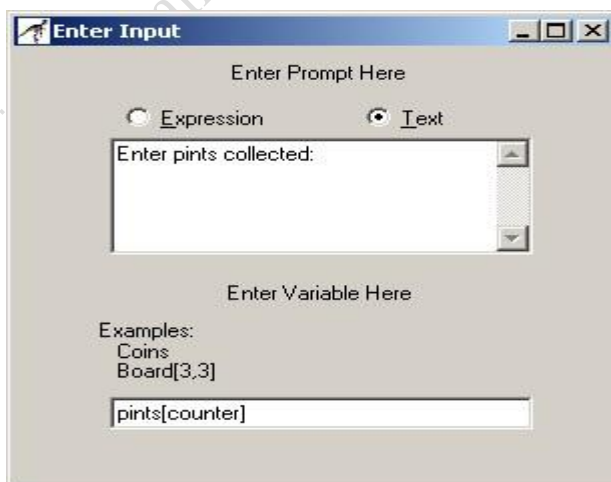 Enter Input
Enter Prompt Here
Expression Text
Enter pints collected:
Enter Variable Here
Examples:
Coins
Board[3,3]
pints[counter]